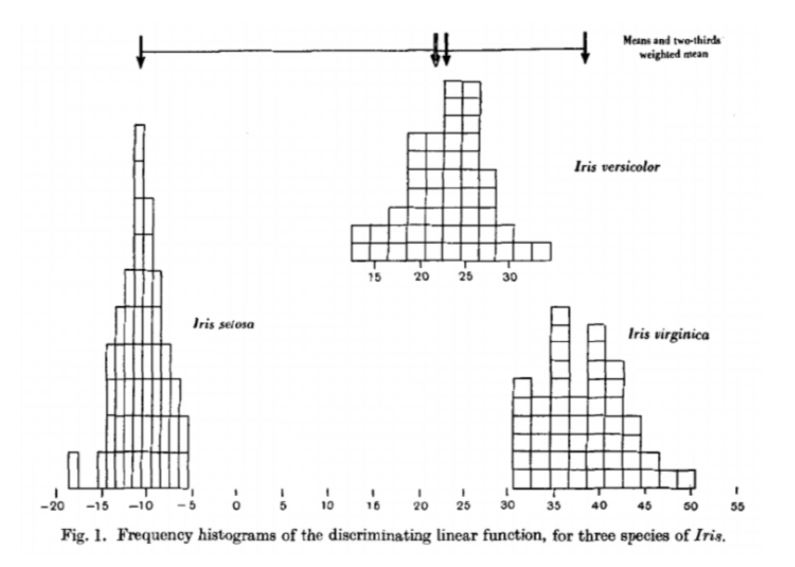 Means and two-thirds
weighted mean
Iris versicolor
15 20 25 30
Iris setosa
Iris virginica
-20 -15 -10 -5 0 5 10 16 20 25 30 35 40 45 50 55
Fig. 1. Frequency histograms of the discriminating linear function, for three species of Iris.